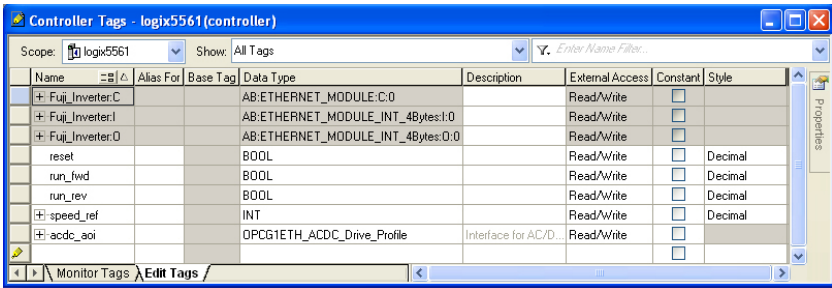 Controller Tags - logix5561(controller)
Scope: logix5561 Show: All Tags Enter Name Filter...
Name Alias For Base Tag Data Type Description External Access Constant Style
Fuji_Inverter:C AB:ETHERNET_MODULE:C:0 Read/Write
Fuji_Inverter:I AB:ETHERNET_MODULE_INT_4Bytes:I:0 Read/Write
Fuji_Inverter:O AB:ETHERNET_MODULE_INT_4Bytes:O:0 Read/Write
reset BOOL Read/Write Decimal
run_fwd BOOL Read/Write Decimal
run_rev BOOL Read/Write Decimal
speed_ref INT Read/Write Decimal
acdc_aoi OPCG1ETH_ACDC_Drive_Profile Interface for AC/D... Read/Write
Monitor Tags Edit Tags
Properties